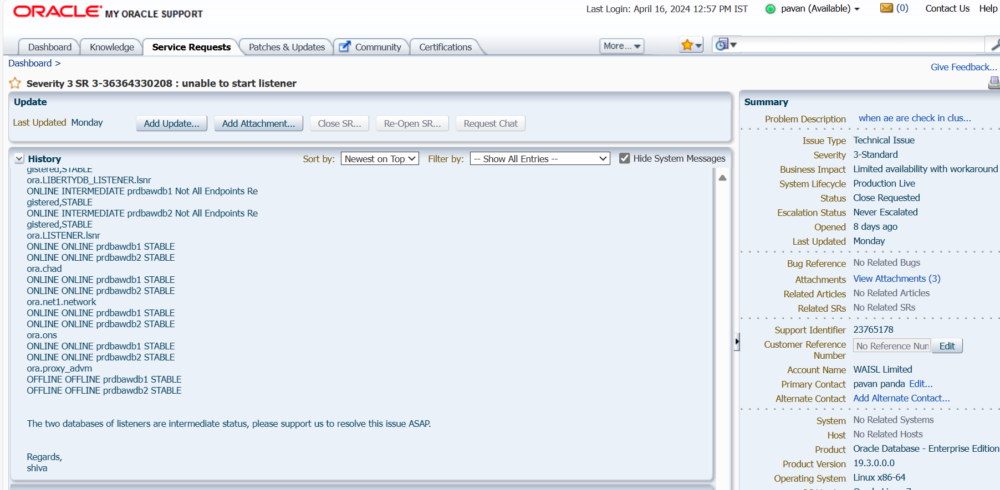 ORACLE MY ORACLE SUPPORT
Last Login: April 16, 2024 12:57 PM IST
pavan (Available)
(0)
Contact Us
Help
Dashboard
Knowledge
Service Requests
Patches & Updates
Community
Certifications
More...
Dashboard >
Give Feedback...
Severity 3 SR 3-36364330208 : unable to start listener
Update
Last Updated Monday
Add Update...
Add Attachment...
Close SR...
Re-Open SR...
Request Chat
History
Sort by: Newest on Top
Filter by: -- Show All Entries --
Hide System Messages
gistered,STABLE
ora.LIBERTYDB_LISTENER.lsnr
ONLINE INTERMEDIATE prdbawdb1 Not All Endpoints Re
gistered,STABLE
ONLINE INTERMEDIATE prdbawdb2 Not All Endpoints Re
gistered,STABLE
ora.LISTENER.lsnr
ONLINE ONLINE prdbawdb1 STABLE
ONLINE ONLINE prdbawdb2 STABLE
ora.chad
ONLINE ONLINE prdbawdb1 STABLE
ONLINE ONLINE prdbawdb2 STABLE
ora.net1.network
ONLINE ONLINE prdbawdb1 STABLE
ONLINE ONLINE prdbawdb2 STABLE
ora.ons
ONLINE ONLINE prdbawdb1 STABLE
ONLINE ONLINE prdbawdb2 STABLE
ora.proxy_advm
OFFLINE OFFLINE prdbawdb1 STABLE
OFFLINE OFFLINE prdbawdb2 STABLE
The two databases of listeners are intermediate status, please support us to resolve this issue ASAP.
Regards,
shiva
Summary
Problem Description when ae are check in clus...
Issue Type Technical Issue
Severity 3-Standard
Business Impact Limited availability with workaround
System Lifecycle Production Live
Status Close Requested
Escalation Status Never Escalated
Opened 8 days ago
Last Updated Monday
Bug Reference No Related Bugs
Attachments View Attachments (3)
Related Articles No Related Articles
Related SRs No Related SRs
Support Identifier 23765178
Customer Reference Number No Reference Nun Edit
Account Name WAISL Limited
Primary Contact pavan panda Edit...
Alternate Contact Add Alternate Contact...
System No Related Systems
Host No Related Hosts
Product Oracle Database - Enterprise Edition
Product Version 19.3.0.0.0
Operating System Linux x86-64